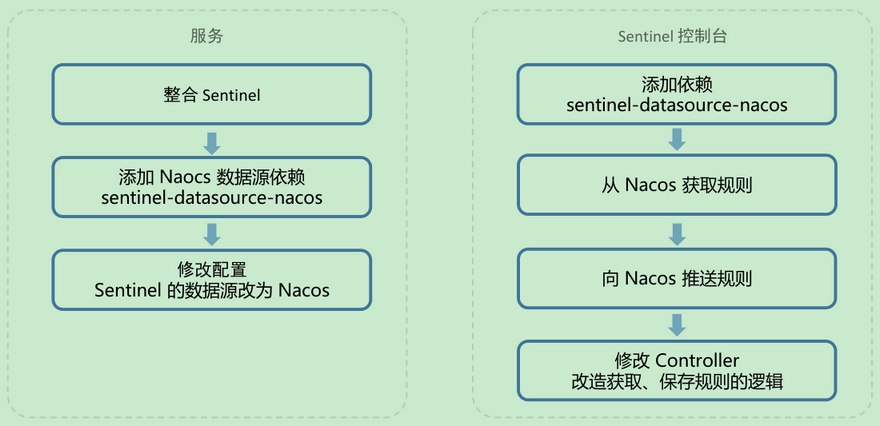 服务
整合 Sentinel
添加 Naocs 数据源依赖
sentinel-datasource-nacos
修改配置
Sentinel 的数据源改为 Nacos
Sentinel 控制台
添加依赖
sentinel-datasource-nacos
从 Nacos 获取规则
向 Nacos 推送规则
修改 Controller
改造获取、保存规则的逻辑